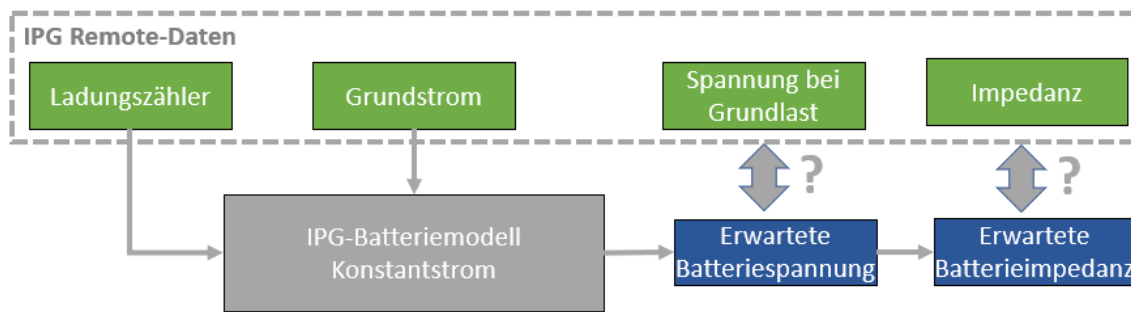 IPG Remote-Daten
Ladungszähler
Grundstrom
Spannung bei
Grundlast
Impedanz
?
?
IPG-Batteriemodell
Konstantstrom
Erwartete
Batteriespannung
Erwartete
Batterieimpedanz